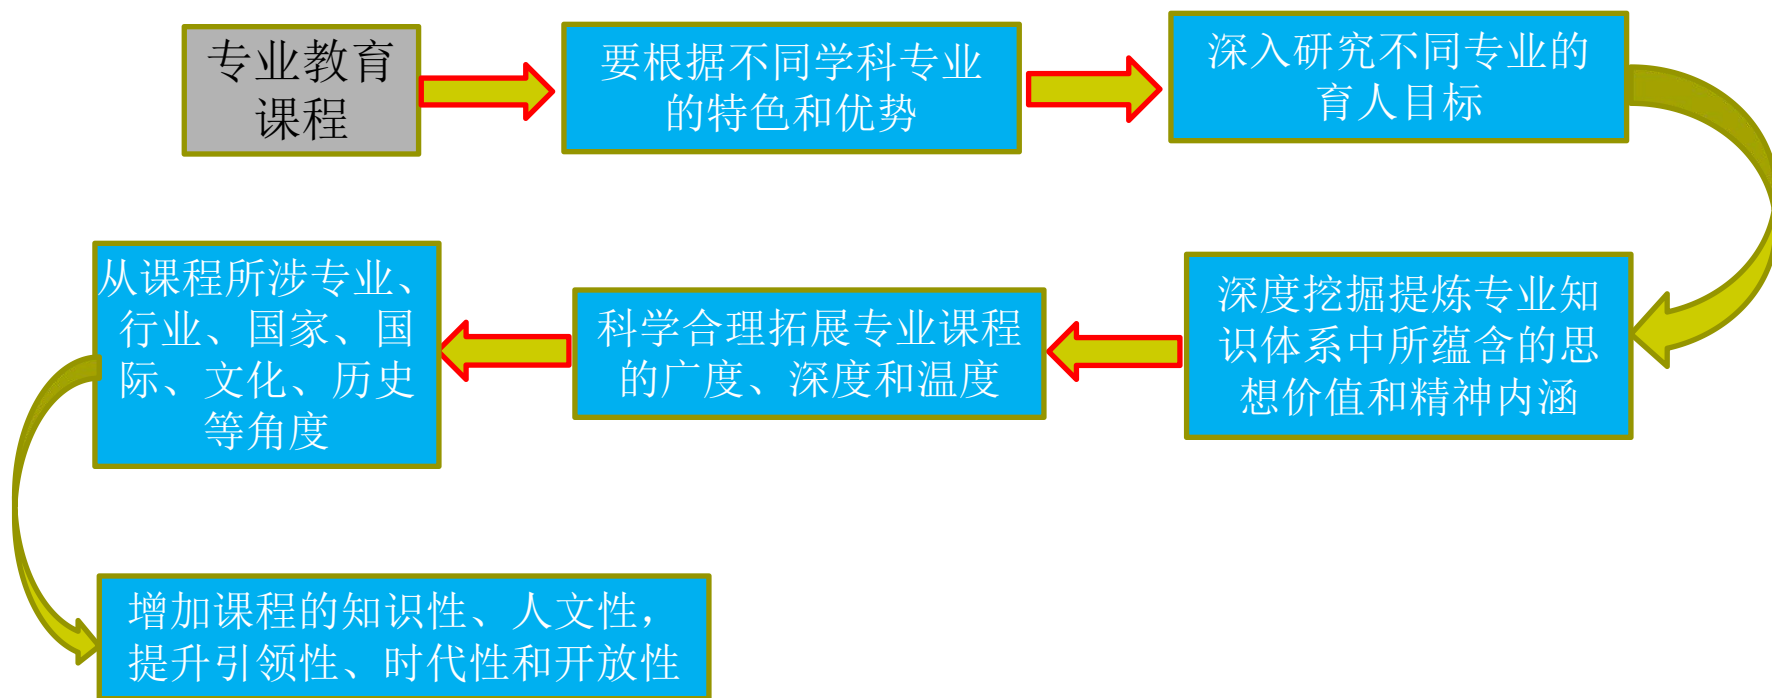 专业教育
课程
要根据不同学科专业
的特色和优势
深入研究不同专业的
育人目标
深度挖掘提炼专业知
识体系中所蕴含的思
想价值和精神内涵
科学合理拓展专业课程
的广度、深度和温度
从课程所涉专业、
行业、国家、国
际、文化、历史
等角度
增加课程的知识性、人文性，
提升引领性、时代性和开放性